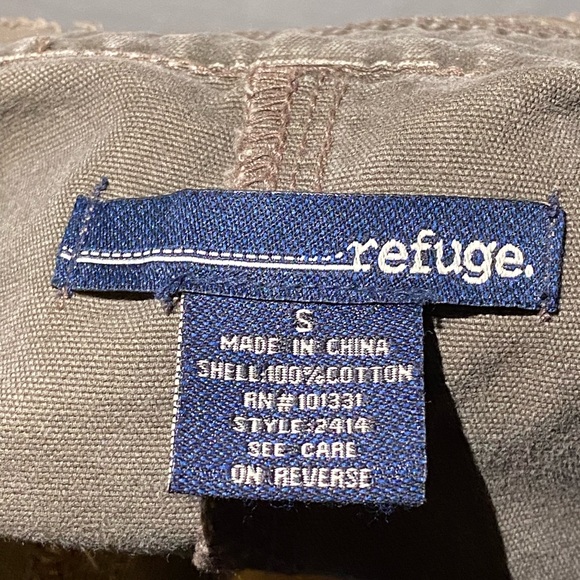 refuge.
S
MADE IN CHINA
SHELL:100%COTTON
RN#101331
STYLE:2414
SEE CARE
ON REVERSE